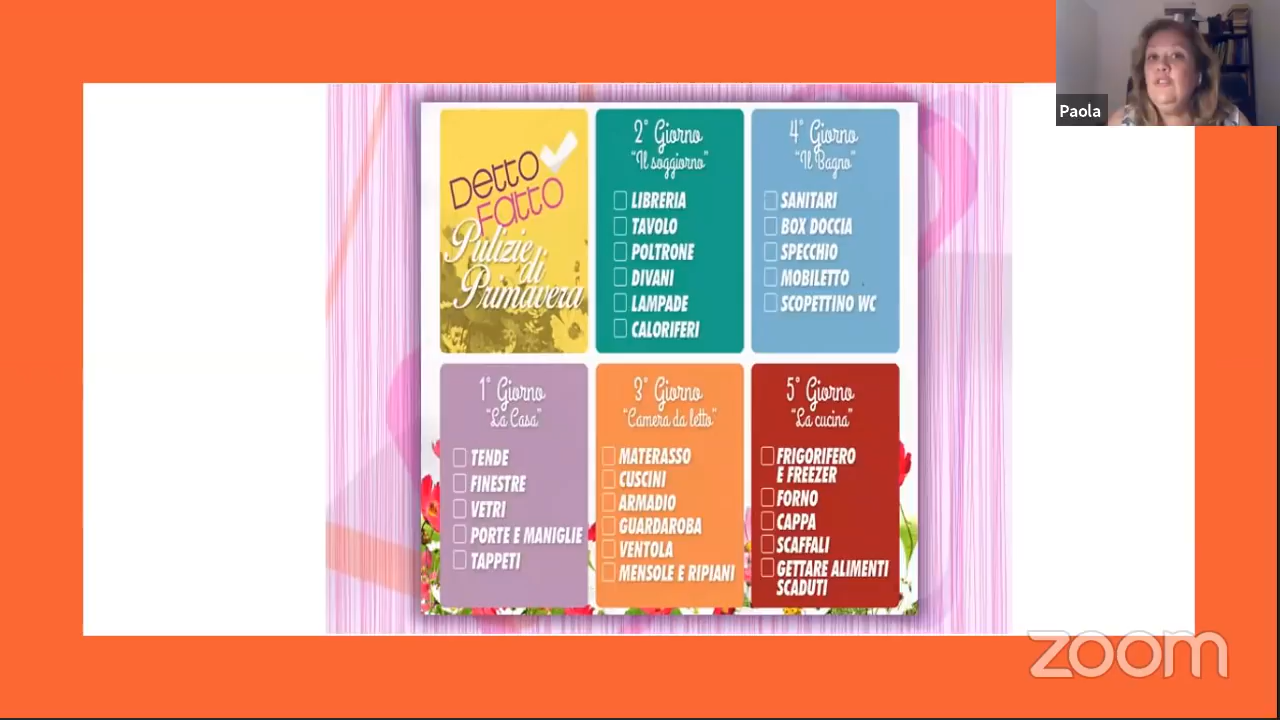 Paola
Detto
Fatto
Pulizie
di
Primavera
2° Giorno
"Il soggiorno"
LIBRERIA
TAVOLO
POLTRONE
DIVANI
LAMPADE
CALORIFERI
4° Giorno
"Il Bagno"
SANITARI
BOX DOCCIA
SPECCHIO
MOBILETTO
SCOPETTINO WC
1° Giorno
"La Casa"
TENDE
FINESTRE
VETRI
PORTE E MANIGLIE
TAPPETI
3° Giorno
"Camera da letto"
MATERASSO
CUSCINI
ARMADIO
GUARDAROBA
VENTOLA
MENSOLE E RIPIANI
5° Giorno
"La cucina"
FRIGORIFERO
E FREEZER
FORNO
CAPPA
SCAFFALI
GETTARE ALIMENTI
SCADUTI
zoom